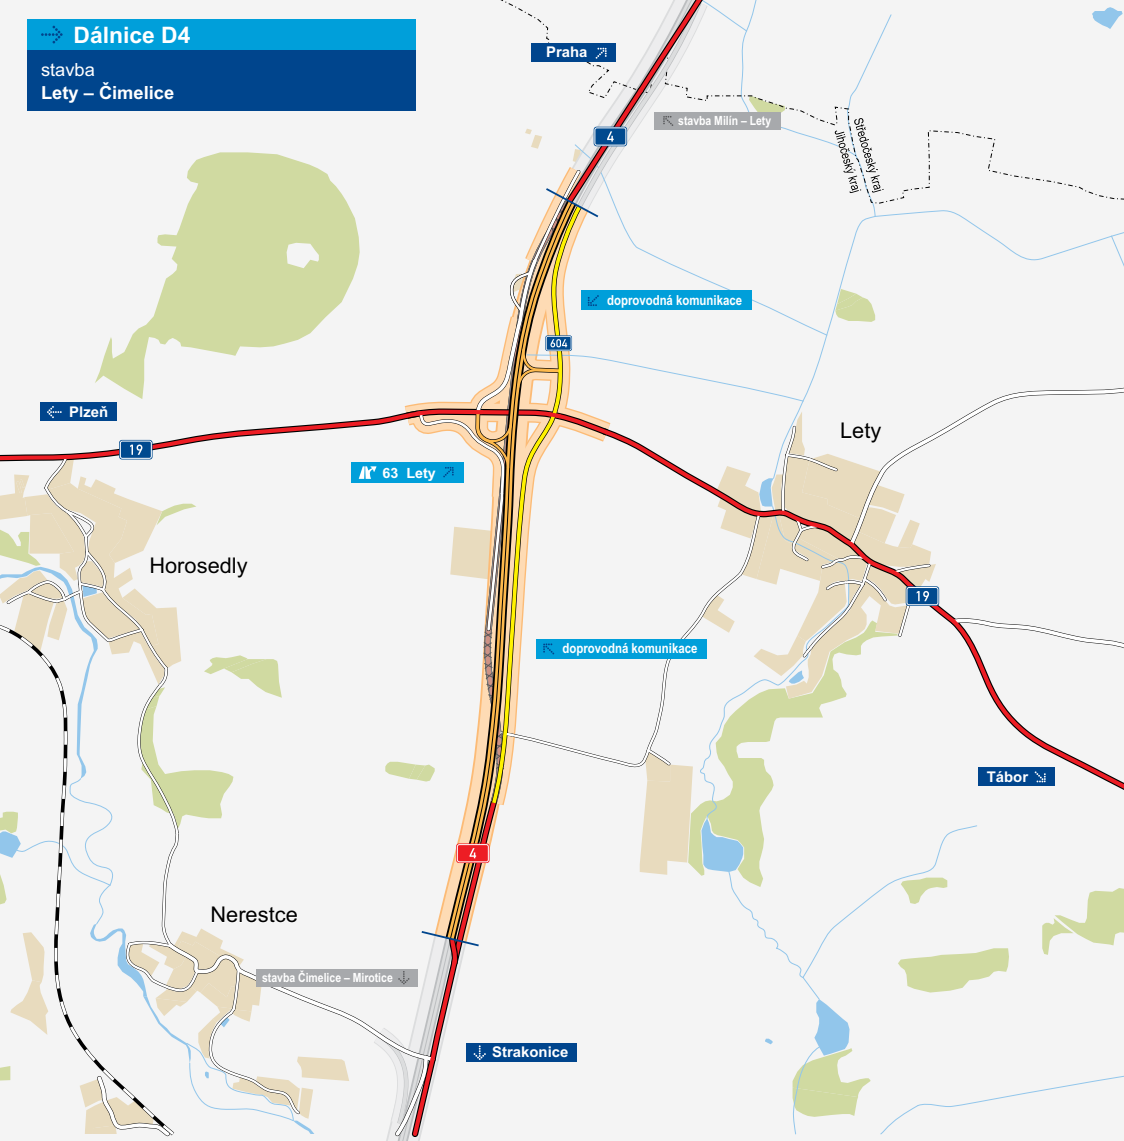 Dálnice D4
stavba
Lety – Čimelice
Praha
stavba Milín – Lety
4
Středočeský kraj
Jihočeský kraj
doprovodná komunikace
604
Plzeň
19
Lety
63 Lety
Horosedly
19
doprovodná komunikace
Tábor
4
Nerestce
stavba Čimelice – Mirotice
Strakonice